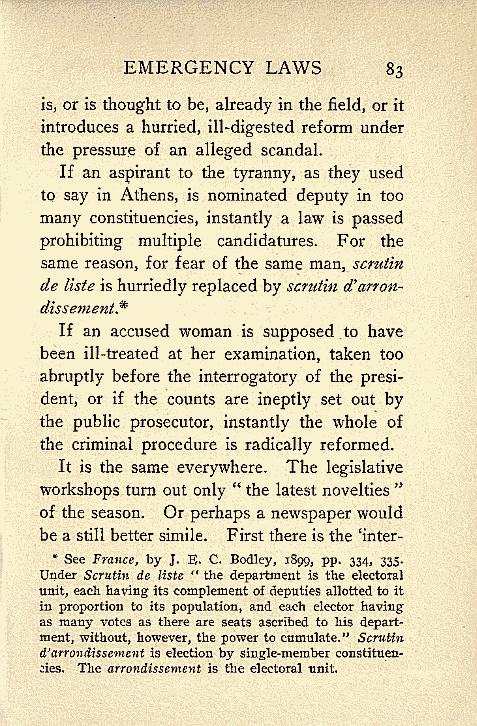 EMERGENCY LAWS 83
is, or is thought to be, already in the field, or it
introduces a hurried, ill-digested reform under
the pressure of an alleged scandal.
If an aspirant to the tyranny, as they used
to say in Athens, is nominated deputy in too
many constituencies, instantly a law is passed
prohibiting multiple candidatures. For the
same reason, for fear of the same man, scrutin
de liste is hurriedly replaced by scrutin d'arron-
dissement.*
If an accused woman is supposed to have
been ill-treated at her examination, taken too
abruptly before the interrogatory of the presi-
dent, or if the counts are ineptly set out by
the public prosecutor, instantly the whole of
the criminal procedure is radically reformed.
It is the same everywhere. The legislative
workshops turn out only “ the latest novelties ”
of the season. Or perhaps a newspaper would
be a still better simile. First there is the ‘inter-
* See France, by J. E. C. Bodley, 1899, pp. 334, 335.
Under Scrutin de liste “ the department is the electoral
unit, each having its complement of deputies allotted to it
in proportion to its population, and each elector having
as many votes as there are seats ascribed to his depart-
ment, without, however, the power to cumulate.” Scrutin
d'arrondissement is election by single-member constituen-
cies. The arrondissement is the electoral unit.